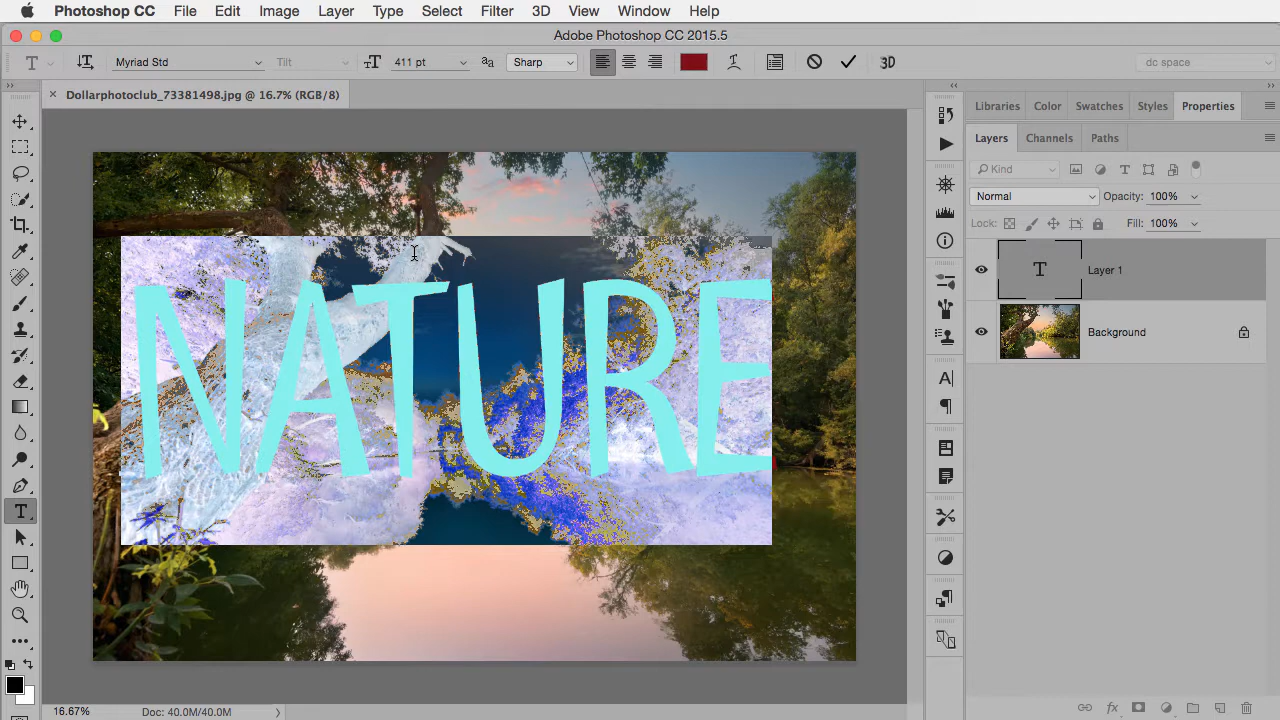 Photoshop CC File Edit Image Layer Type Select Filter 3D View Window Help
Adobe Photoshop CC 2015.5
T Myriad Std Tilt 411 pt Sharp 3D dc space
Dollarphotoclub_73381498.jpg @ 16.7% (RGB/8)
Libraries Color Swatches Styles Properties
Layers Channels Paths
Kind
Normal Opacity: 100%
Lock: Fill: 100%
T Layer 1
Background
NATURE
16.67% Doc: 40.0M/40.0M